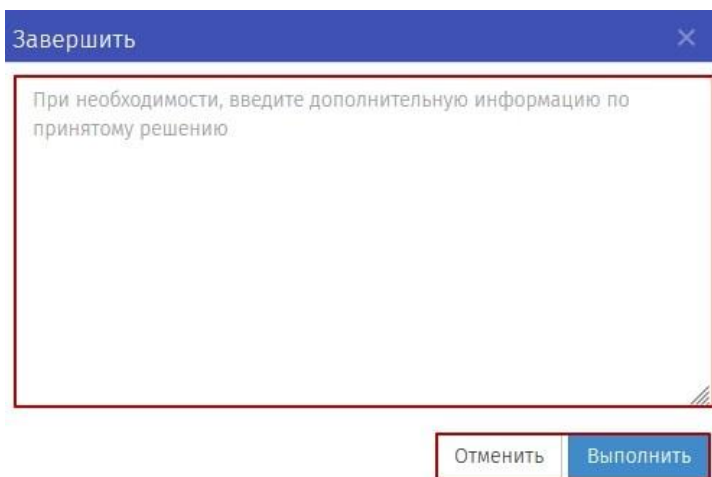 Завершить
При необходимости, введите дополнительную информацию по
принятому решению
Отменить
Выполнить